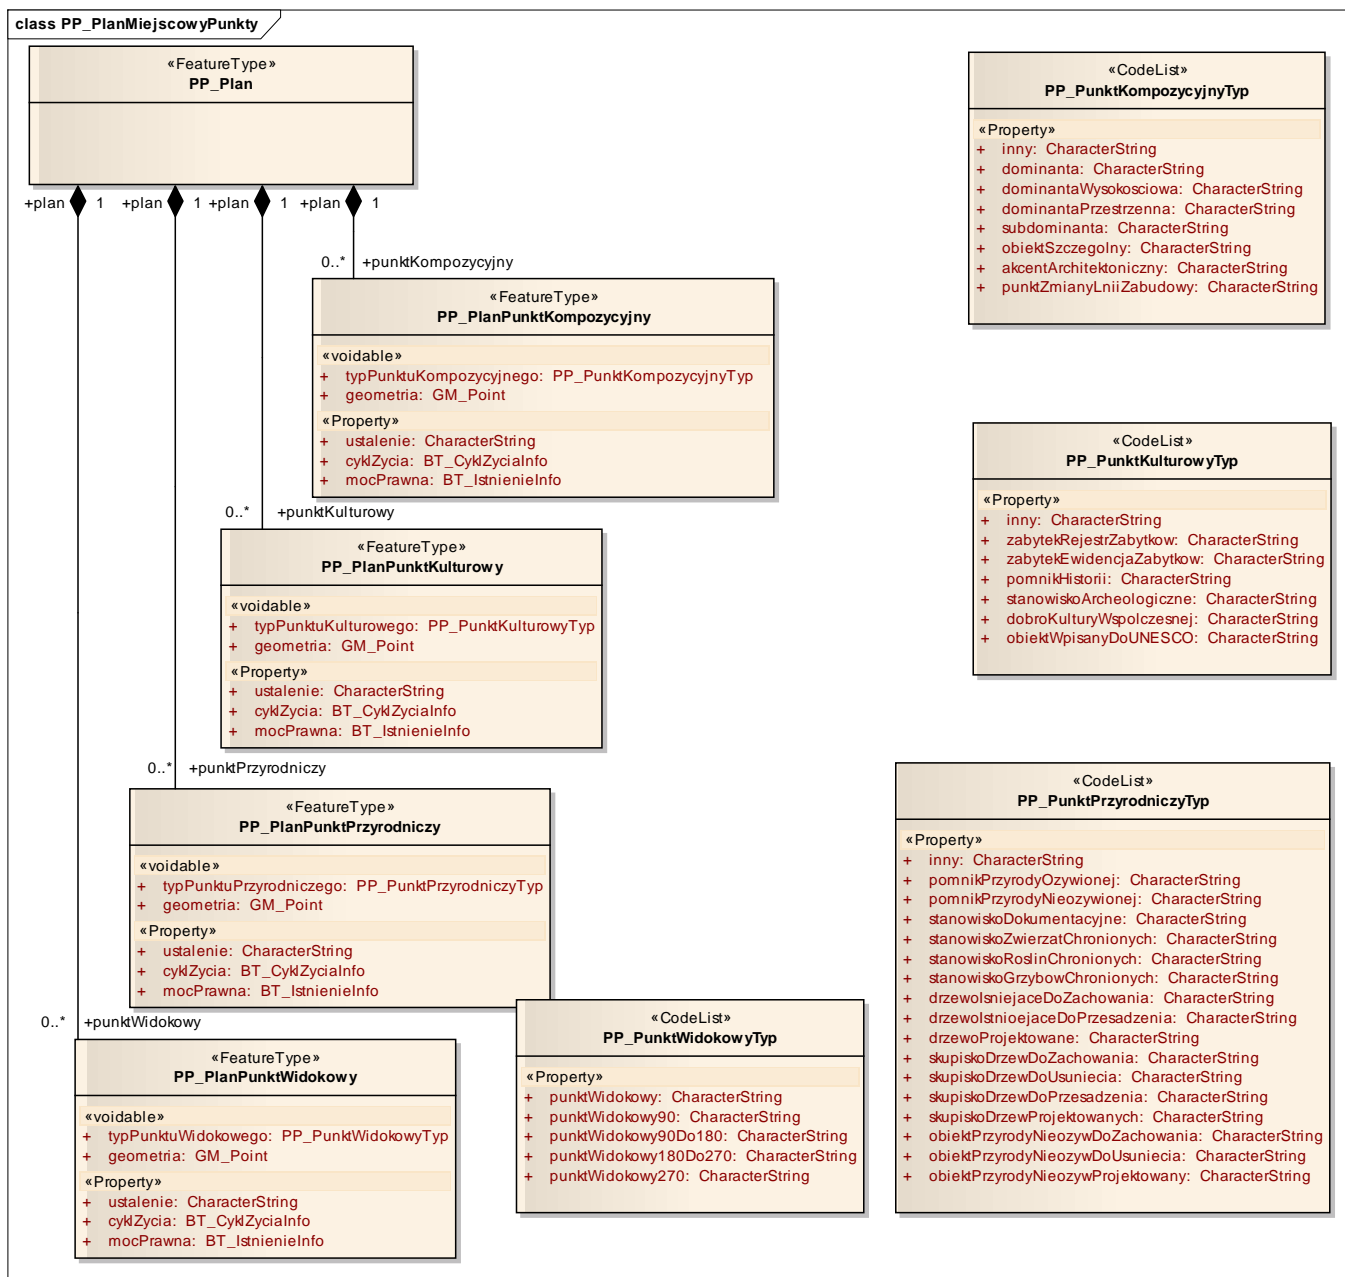 class PP_PlanMiejscowyPunkty
«FeatureType»
PP_Plan
+plan 1 +plan 1 +plan 1 +plan 1
0..* +punktKompozycyjny
«FeatureType»
PP_PlanPunktKompozycyjny
«voidable»
+ typPunktuKompozycyjnego: PP_PunktKompozycyjnyTyp
+ geometria: GM_Point
«Property»
+ ustalenie: CharacterString
+ cyklZycia: BT_CyklZyciaInfo
+ mocPrawna: BT_IstnienieInfo
0..* +punktKulturowy
«FeatureType»
PP_PlanPunktKulturowy
«voidable»
+ typPunktuKulturowego: PP_PunktKulturowyTyp
+ geometria: GM_Point
«Property»
+ ustalenie: CharacterString
+ cyklZycia: BT_CyklZyciaInfo
+ mocPrawna: BT_IstnienieInfo
0..* +punktPrzyrodniczy
«FeatureType»
PP_PlanPunktPrzyrodniczy
«voidable»
+ typPunktuPrzyrodniczego: PP_PunktPrzyrodniczyTyp
+ geometria: GM_Point
«Property»
+ ustalenie: CharacterString
+ cyklZycia: BT_CyklZyciaInfo
+ mocPrawna: BT_IstnienieInfo
0..* +punktWidokowy
«FeatureType»
PP_PlanPunktWidokowy
«voidable»
+ typPunktuWidokowego: PP_PunktWidokowyTyp
+ geometria: GM_Point
«Property»
+ ustalenie: CharacterString
+ cyklZycia: BT_CyklZyciaInfo
+ mocPrawna: BT_IstnienieInfo
«CodeList»
PP_PunktWidokowyTyp
«Property»
+ punktWidokowy: CharacterString
+ punktWidokowy90: CharacterString
+ punktWidokowy90Do180: CharacterString
+ punktWidokowy180Do270: CharacterString
+ punktWidokowy270: CharacterString
«CodeList»
PP_PunktKompozycyjnyTyp
«Property»
+ inny: CharacterString
+ dominanta: CharacterString
+ dominantaWysokosciowa: CharacterString
+ dominantaPrzestrzenna: CharacterString
+ subdominanta: CharacterString
+ obiektSzczegolny: CharacterString
+ akcentArchitektoniczny: CharacterString
+ punktZmianyLniiZabudowy: CharacterString
«CodeList»
PP_PunktKulturowyTyp
«Property»
+ inny: CharacterString
+ zabytekRejestrZabytkow: CharacterString
+ zabytekEwidencjaZabytkow: CharacterString
+ pomnikHistorii: CharacterString
+ stanowiskoArcheologiczne: CharacterString
+ dobroKulturyWspolczesnej: CharacterString
+ obiektWpisanyDoUNESCO: CharacterString
«CodeList»
PP_PunktPrzyrodniczyTyp
«Property»
+ inny: CharacterString
+ pomnikPrzyrodyOzywionej: CharacterString
+ pomnikPrzyrodyNieozywionej: CharacterString
+ stanowiskoDokumentacyjne: CharacterString
+ stanowiskoZwierzatChronionych: CharacterString
+ stanowiskoRoslinChronionych: CharacterString
+ stanowiskoGrzybowChronionych: CharacterString
+ drzewoIsniejaceDoZachowania: CharacterString
+ drzewoIstnioejaceDoPrzesadzenia: CharacterString
+ drzewoProjektowane: CharacterString
+ skupiskoDrzewDoZachowania: CharacterString
+ skupiskoDrzewDoUsuniecia: CharacterString
+ skupiskoDrzewDoPrzesadzenia: CharacterString
+ skupiskoDrzewProjektowanych: CharacterString
+ obiektPrzyrodyNieozywDoZachowania: CharacterString
+ obiektPrzyrodyNieozywDoUsuniecia: CharacterString
+ obiektPrzyrodyNieozywProjektowany: CharacterString